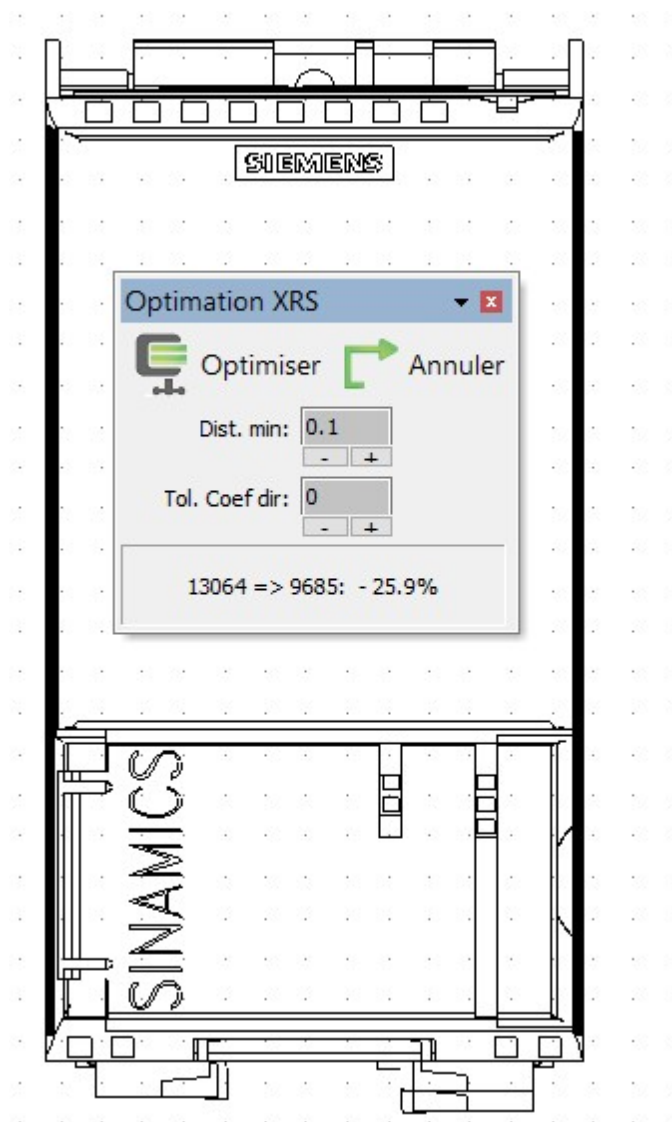 SIEMENS
Optimation XRS
Optimiser Annuler
Dist. min: 0.1
- +
Tol. Coef dir: 0
- +
13064 => 9685: - 25.9%
SINAMICS